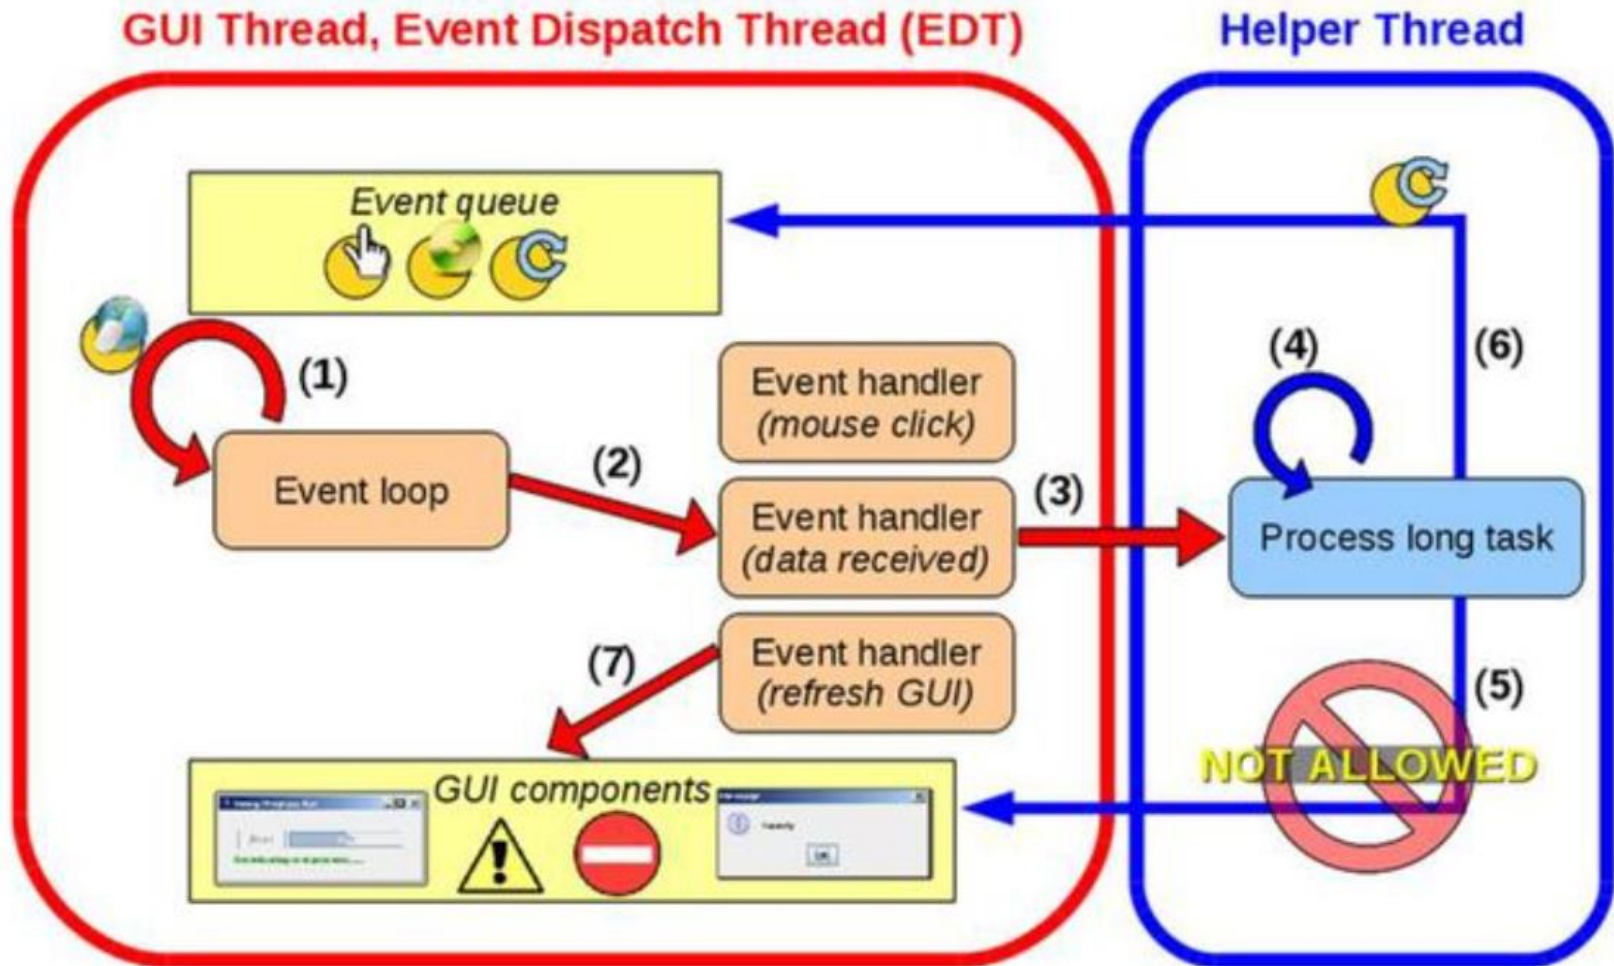 GUI Thread, Event Dispatch Thread (EDT)
Helper Thread
Event queue
(1)
Event loop
(2)
Event handler
(mouse click)
Event handler
(data received)
(3)
Event handler
(refresh GUI)
(7)
GUI components
(4)
(6)
Process long task
(5)
NOT ALLOWED